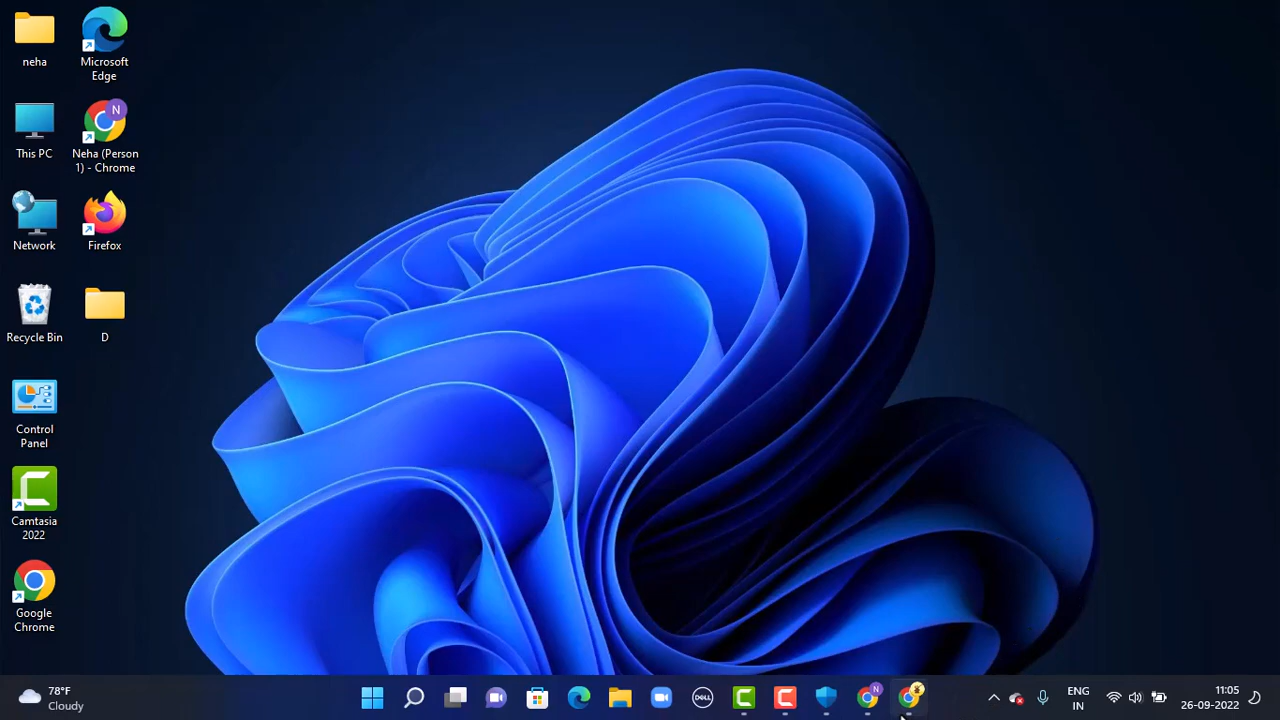 neha
Microsoft
Edge
This PC
N
Neha (Person
1) - Chrome
Network
Firefox
Recycle Bin
D
Control
Panel
Camtasia
2022
Google
Chrome
78°F
Cloudy
DELL
N
ENG
IN
11:05
26-09-2022